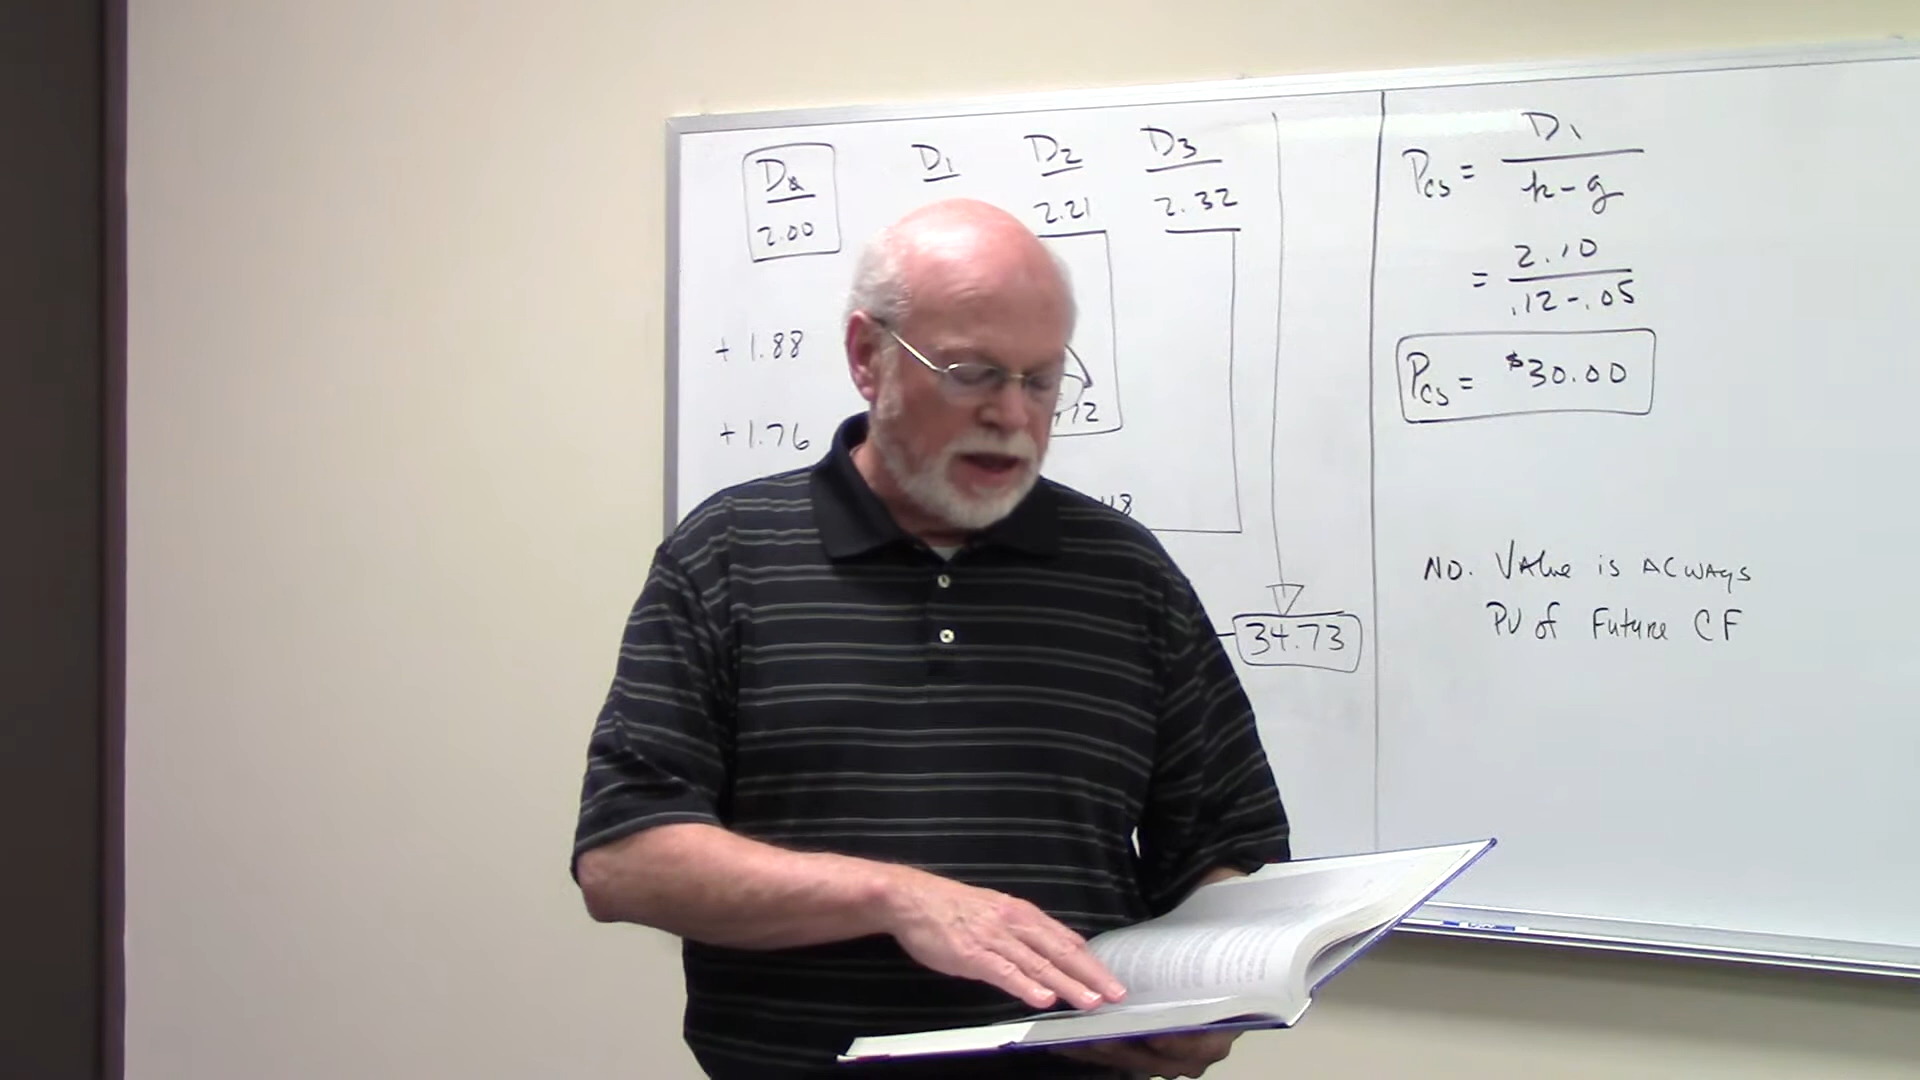 D0 D1 D2 D3
2.00 2.21 2.32
+ 1.88
+ 1.76
34.73
Pcs = D1
k - g
= 2.10
.12 - .05
Pcs = $30.00
NO. VAlue is ALWAYS
PV of Future CF